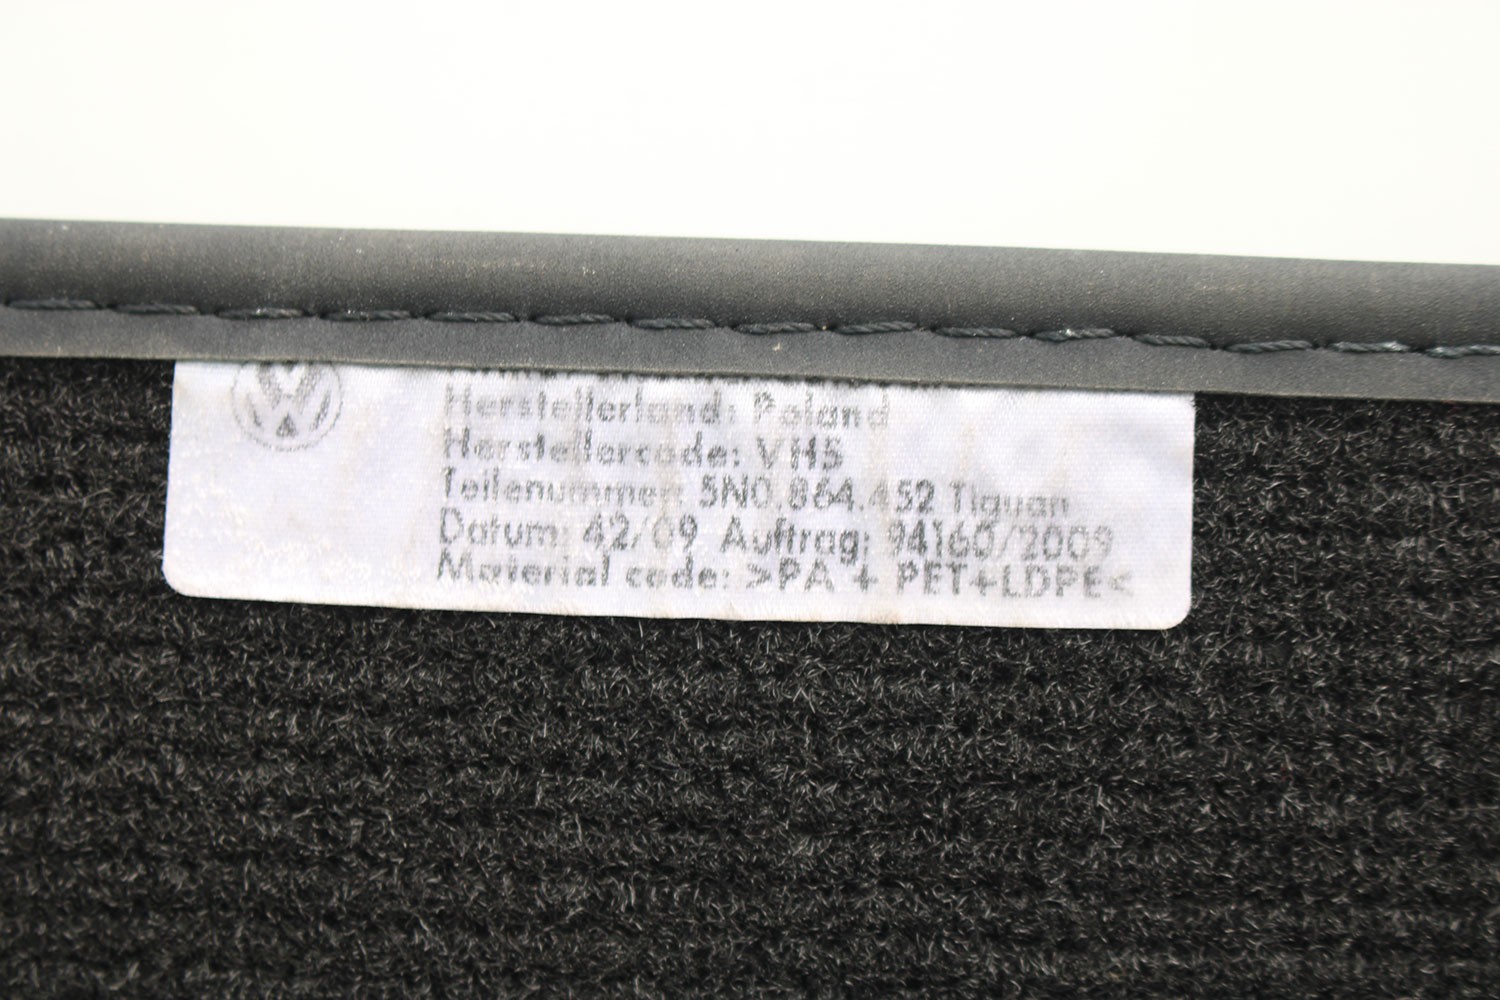 Herstellerland: Poland
Herstellercode: VHS
Teilenummer: 5N0.864.452 Tiguan
Datum: 42/09 Auftrag: 94160/2009
Material code: >PA + PET+LDPE<